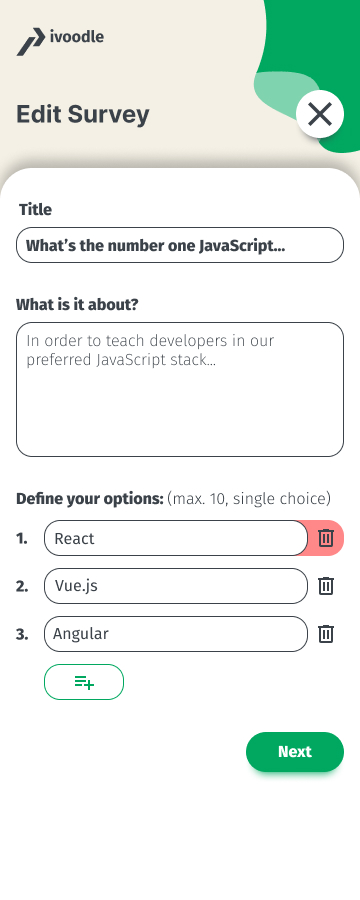 ivoodle
Edit Survey
Title
What's the number one JavaScript...
What is it about?
In order to teach developers in our
preferred JavaScript stack...
Define your options: (max. 10, single choice)
1. React
2. Vue.js
3. Angular
Next